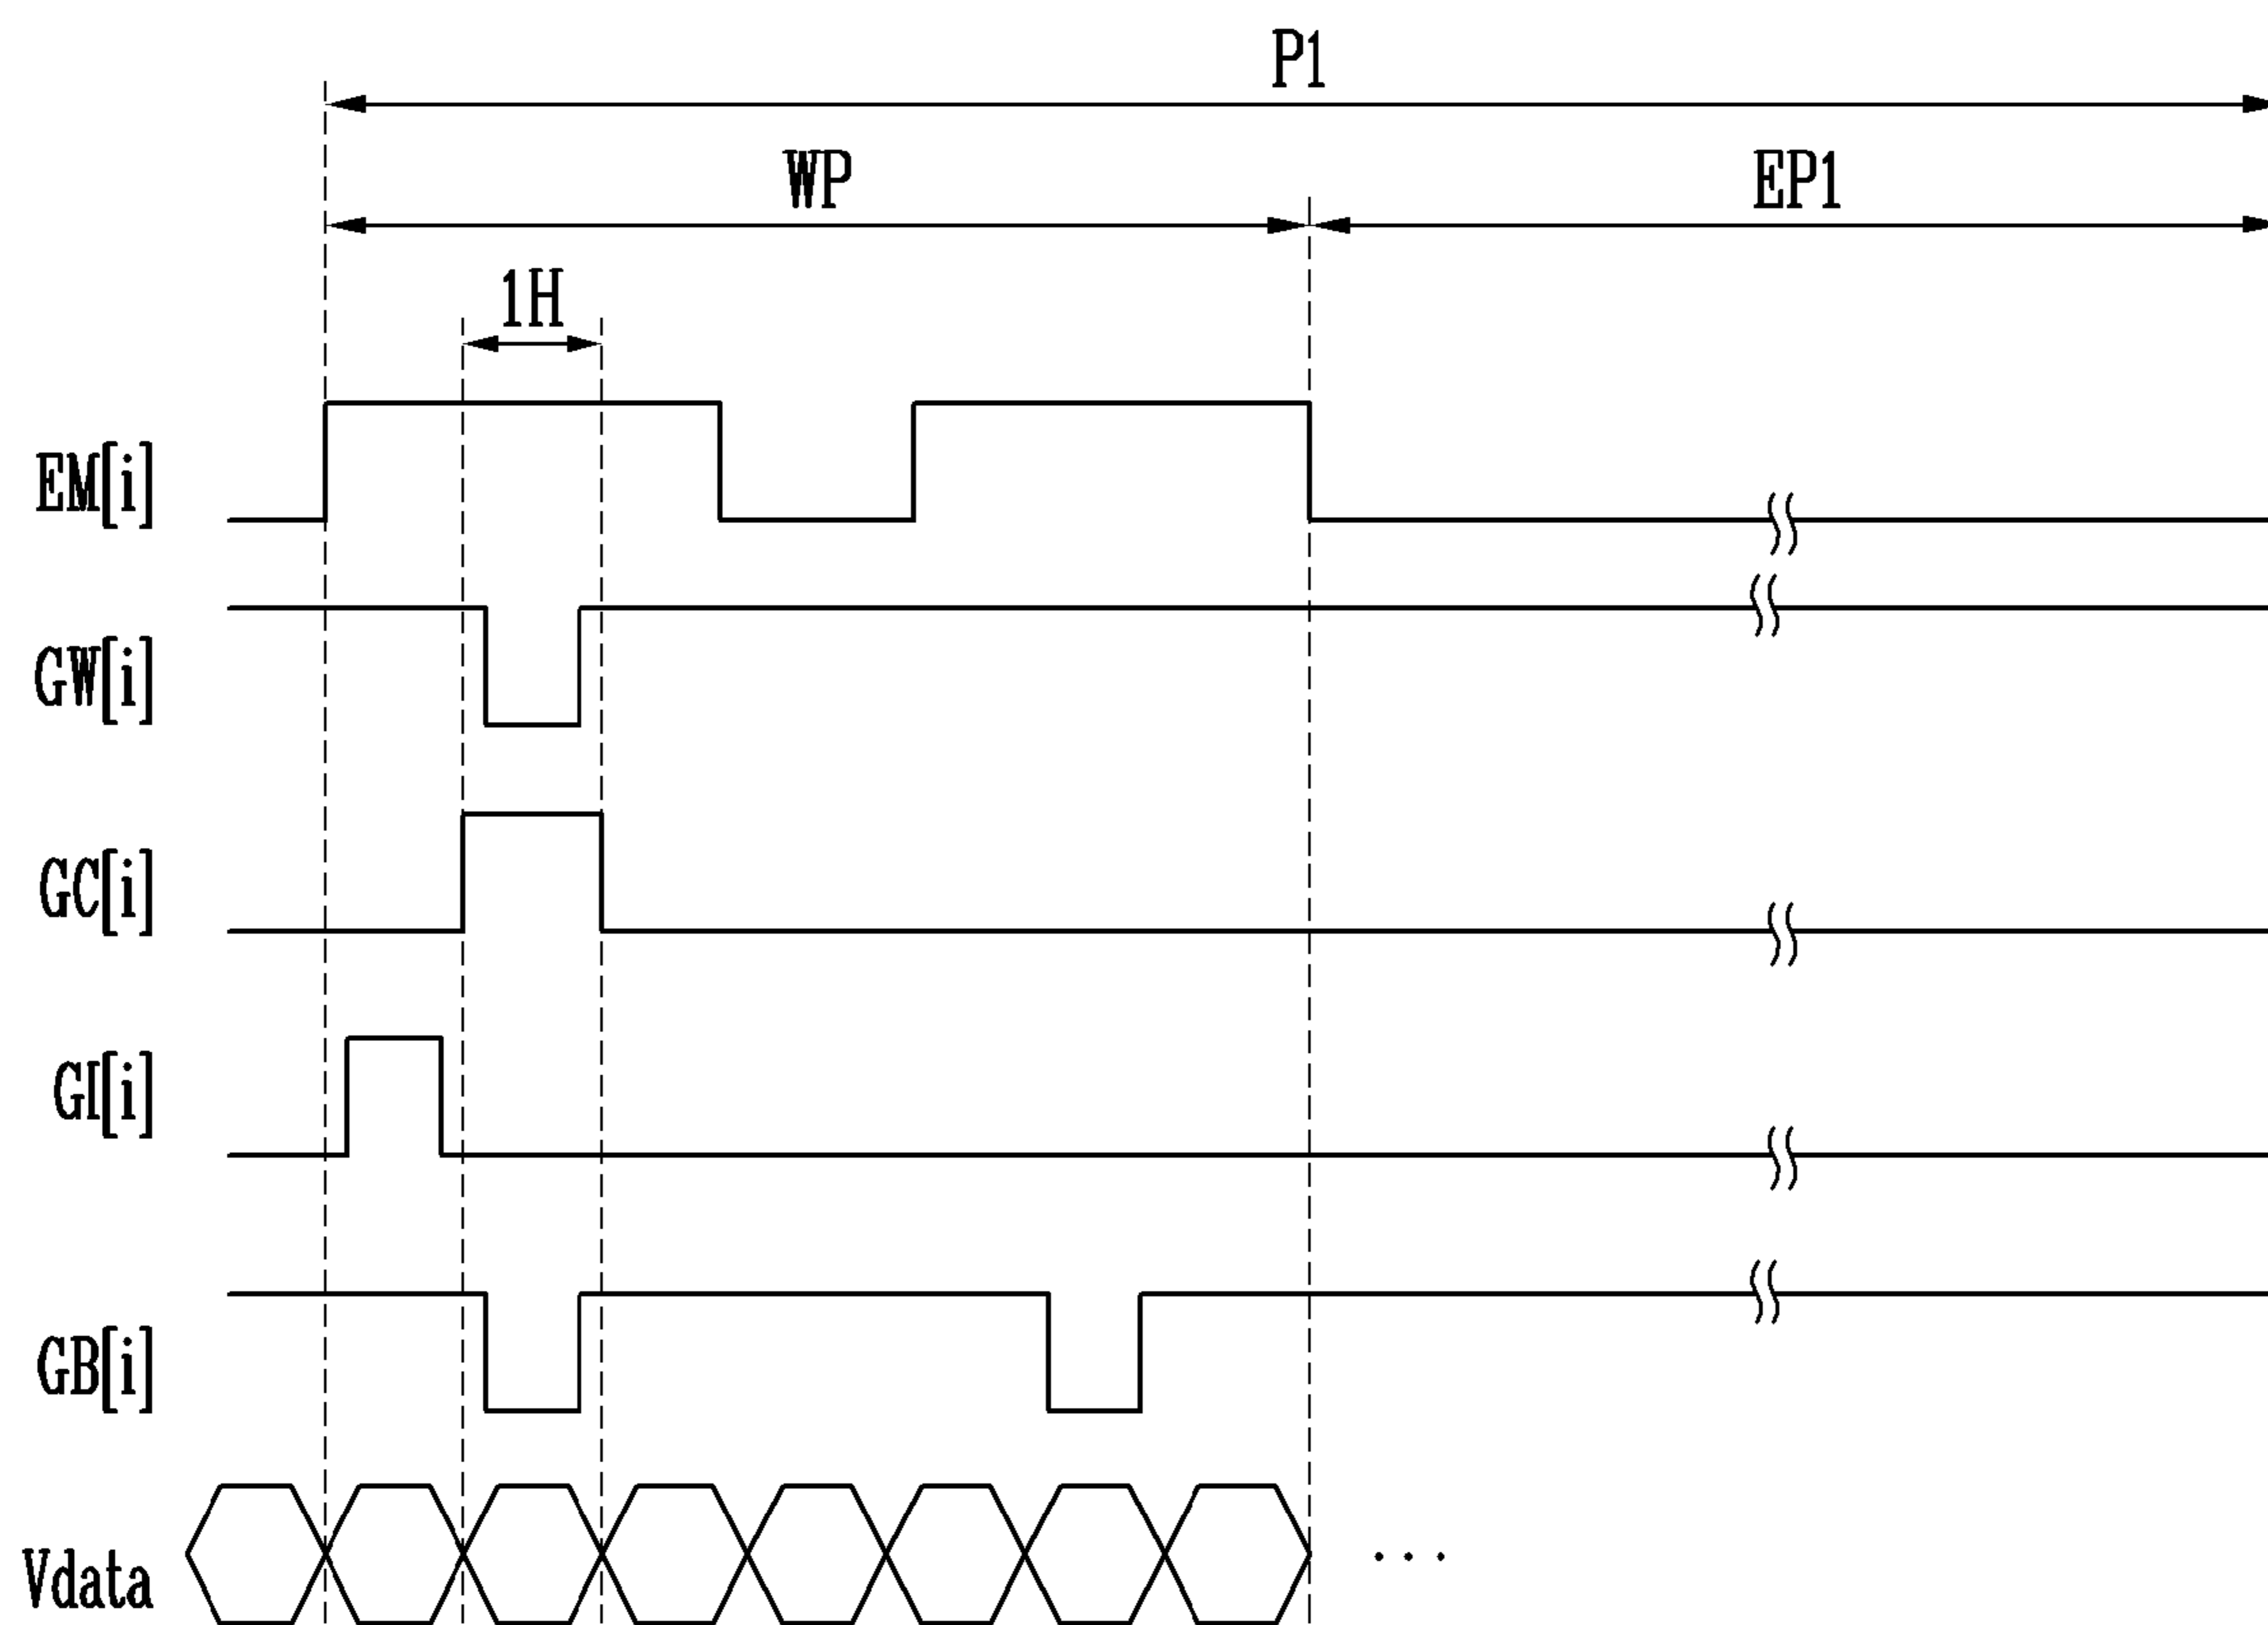 P1
WP
EP1
1H
EM[i]
GW[i]
GC[i]
GI[i]
GB[i]
Vdata
. . .